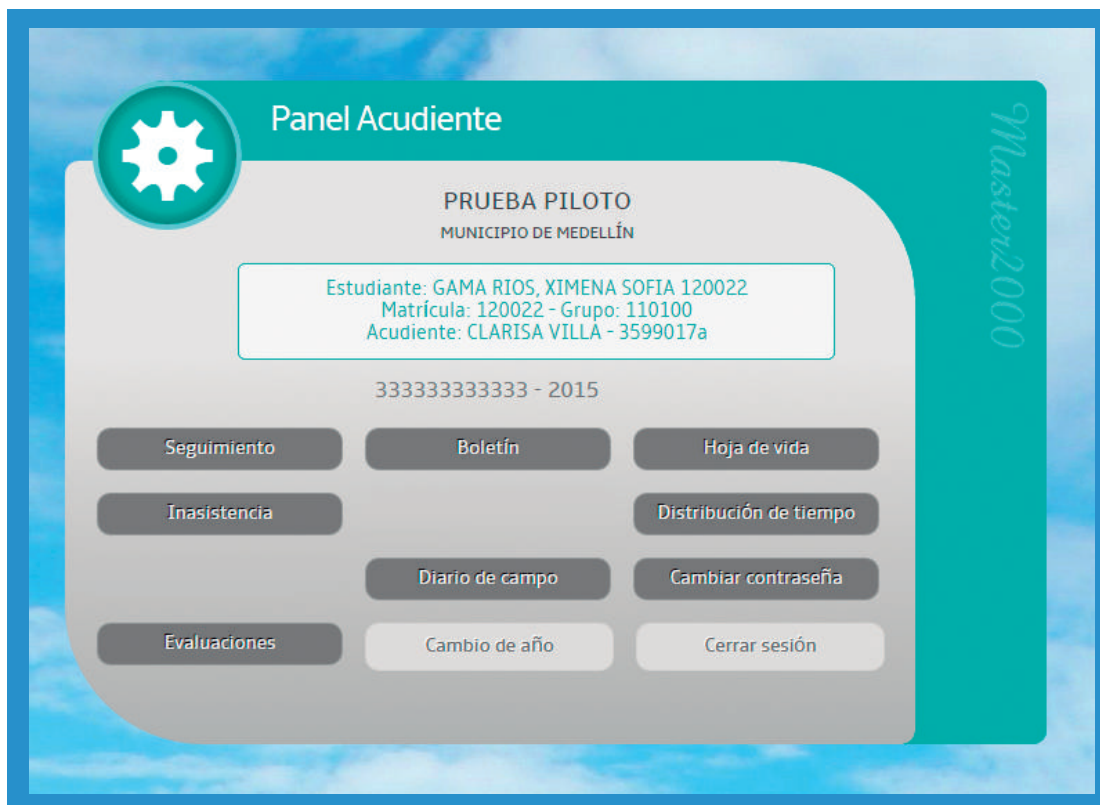 Panel Acudiente
Master2000
PRUEBA PILOTO
MUNICIPIO DE MEDELLÍN
Estudiante: GAMA RIOS, XIMENA SOFIA 120022
Matrícula: 120022 - Grupo: 110100
Acudiente: CLARISA VILLA - 3599017a
333333333333 - 2015
Seguimiento
Boletín
Hoja de vida
Inasistencia
Distribución de tiempo
Diario de campo
Cambiar contraseña
Evaluaciones
Cambio de año
Cerrar sesión